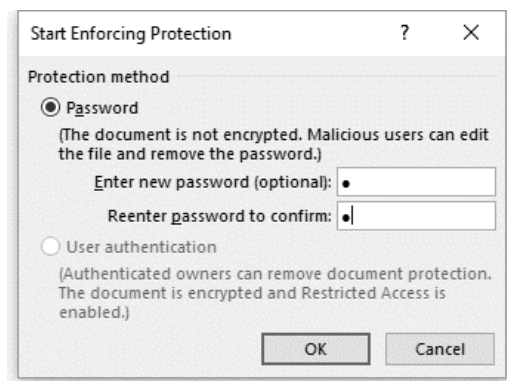 Start Enforcing Protection ? ×
Protection method
Password
(The document is not encrypted. Malicious users can edit
the file and remove the password.)
Enter new password (optional): •
Reenter password to confirm: •
User authentication
(Authenticated owners can remove document protection.
The document is encrypted and Restricted Access is
enabled.)
OK Cancel